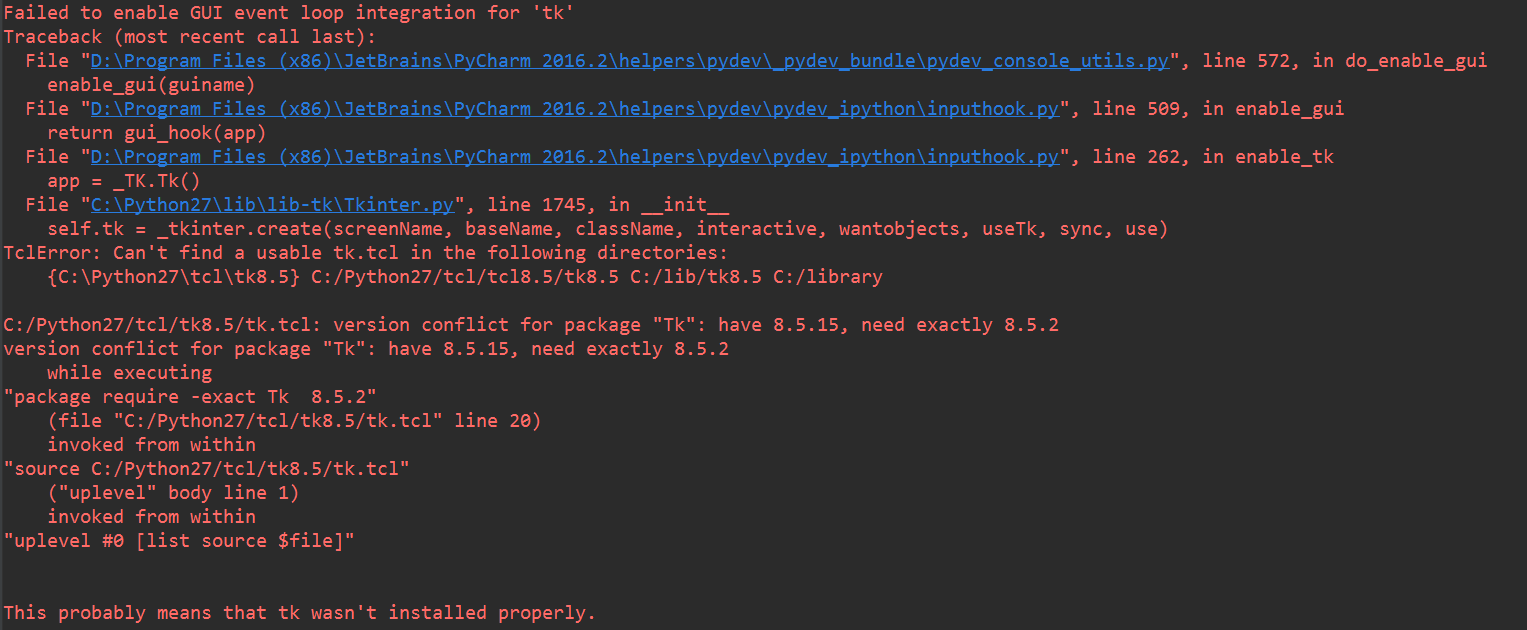 Failed to enable GUI event loop integration for 'tk'
Traceback (most recent call last):
  File "D:\Program Files (x86)\JetBrains\PyCharm 2016.2\helpers\pydev\_pydev_bundle\pydev_console_utils.py", line 572, in do_enable_gui
    enable_gui(guiname)
  File "D:\Program Files (x86)\JetBrains\PyCharm 2016.2\helpers\pydev\pydev_ipython\inputhook.py", line 509, in enable_gui
    return gui_hook(app)
  File "D:\Program Files (x86)\JetBrains\PyCharm 2016.2\helpers\pydev\pydev_ipython\inputhook.py", line 262, in enable_tk
    app = _TK.Tk()
  File "C:\Python27\lib\lib-tk\Tkinter.py", line 1745, in __init__
    self.tk = _tkinter.create(screenName, baseName, className, interactive, wantobjects, useTk, sync, use)
TclError: Can't find a usable tk.tcl in the following directories:
    {C:\Python27\tcl\tk8.5} C:/Python27/tcl/tcl8.5/tk8.5 C:/lib/tk8.5 C:/library
C:/Python27/tcl/tk8.5/tk.tcl: version conflict for package "Tk": have 8.5.15, need exactly 8.5.2
version conflict for package "Tk": have 8.5.15, need exactly 8.5.2
    while executing
"package require -exact Tk  8.5.2"
    (file "C:/Python27/tcl/tk8.5/tk.tcl" line 20)
    invoked from within
"source C:/Python27/tcl/tk8.5/tk.tcl"
    ("uplevel" body line 1)
    invoked from within
"uplevel #0 [list source $file]"
This probably means that tk wasn't installed properly.